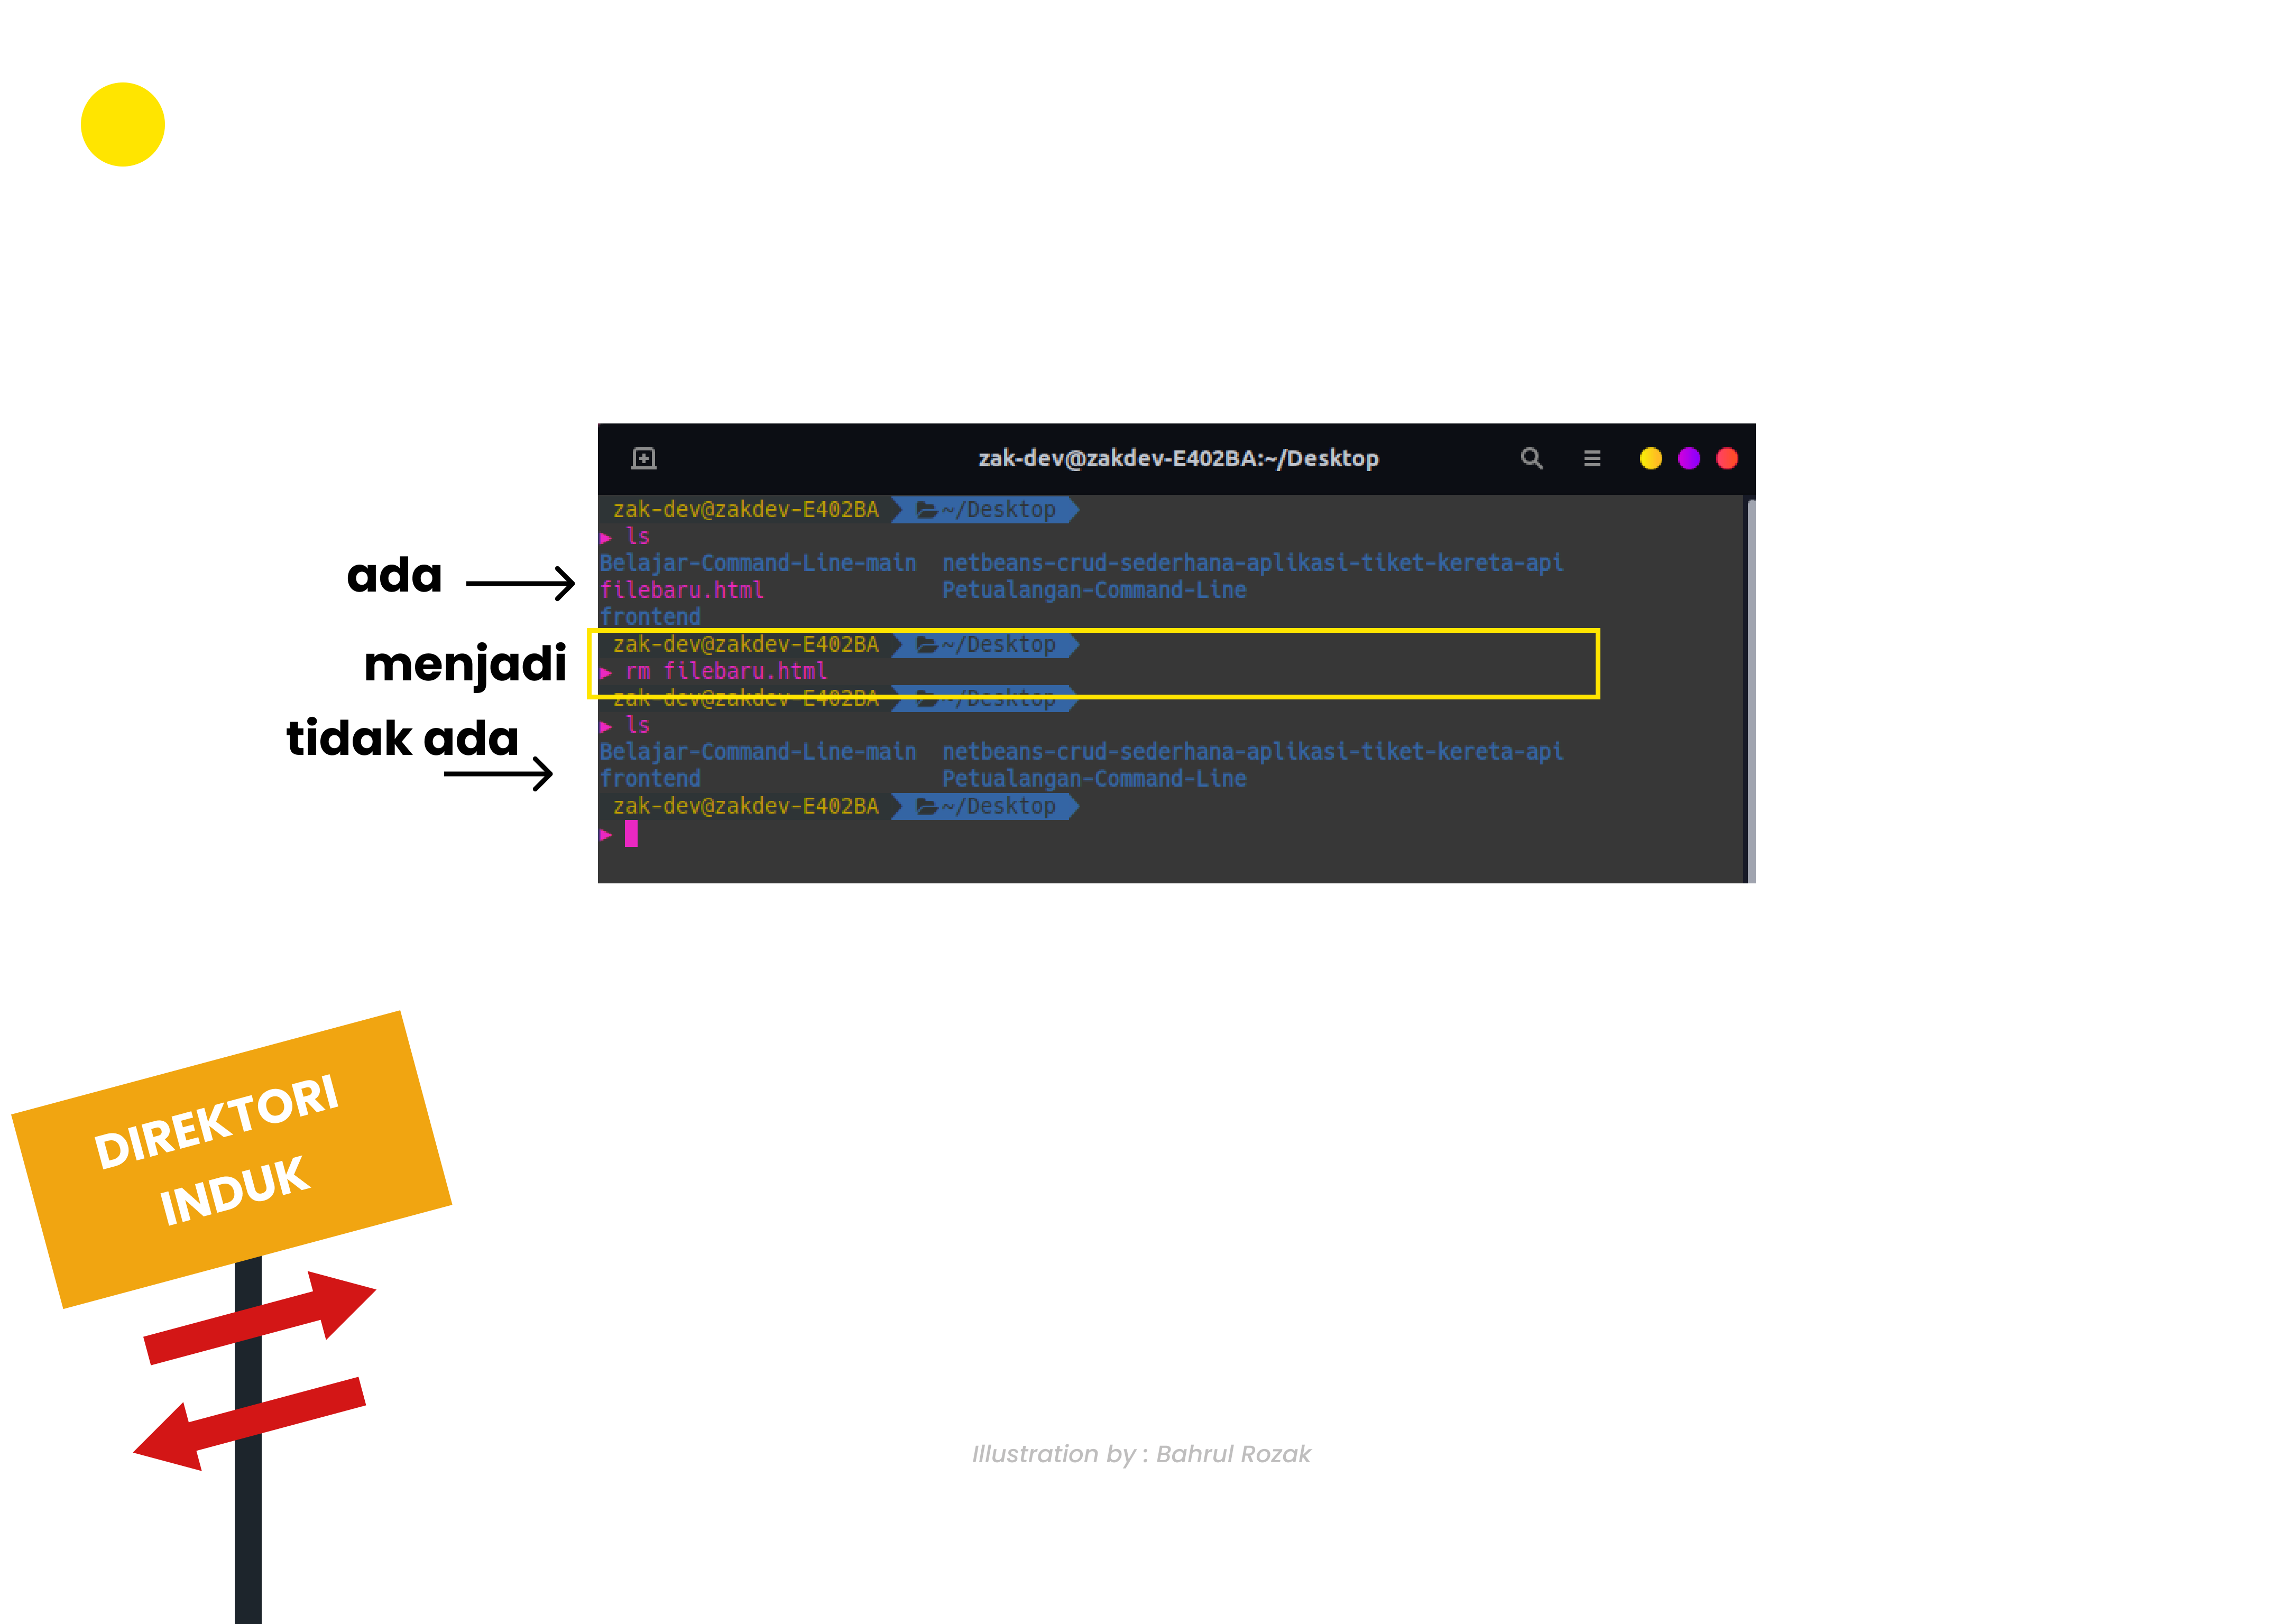 zak-dev@zakdev-E402BA:~/Desktop
zak-dev@zakdev-E402BA ~/Desktop
ls
Belajar-Command-Line-main netbeans-crud-sederhana-aplikasi-tiket-kereta-api
filebaru.html Petualangan-Command-Line
frontend
zak-dev@zakdev-E402BA ~/Desktop
rm filebaru.html
zak-dev@zakdev-E402BA ~/Desktop
ls
Belajar-Command-Line-main netbeans-crud-sederhana-aplikasi-tiket-kereta-api
frontend Petualangan-Command-Line
zak-dev@zakdev-E402BA ~/Desktop
ada
menjadi
tidak ada
DIREKTORI
INDUK
Illustration by : Bahrul Rozak